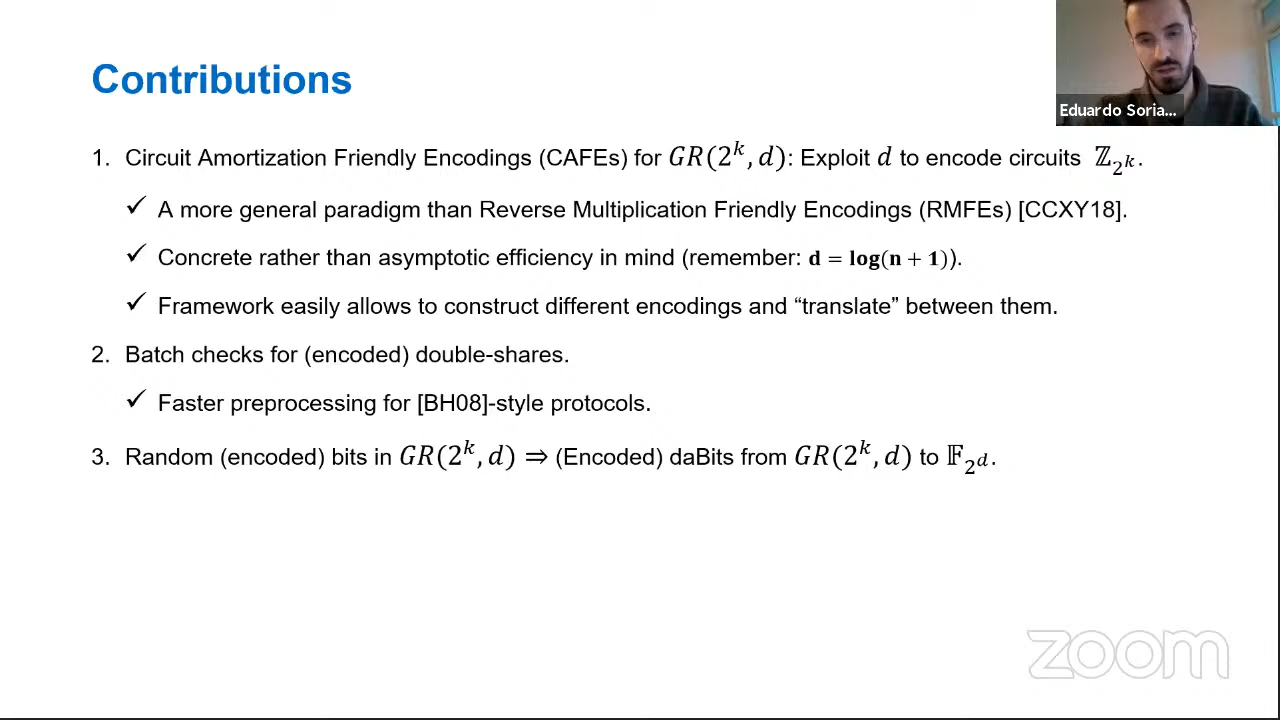 Contributions
Eduardo Soria...
1. Circuit Amortization Friendly Encodings (CAFEs) for GR(2^k, d): Exploit d to encode circuits ℤ_{2^k}.
✓ A more general paradigm than Reverse Multiplication Friendly Encodings (RMFEs) [CCXY18].
✓ Concrete rather than asymptotic efficiency in mind (remember: d = log(n + 1)).
✓ Framework easily allows to construct different encodings and “translate” between them.
2. Batch checks for (encoded) double-shares.
✓ Faster preprocessing for [BH08]-style protocols.
3. Random (encoded) bits in GR(2^k, d) ⇒ (Encoded) daBits from GR(2^k, d) to 𝔽_{2^d}.
zoom